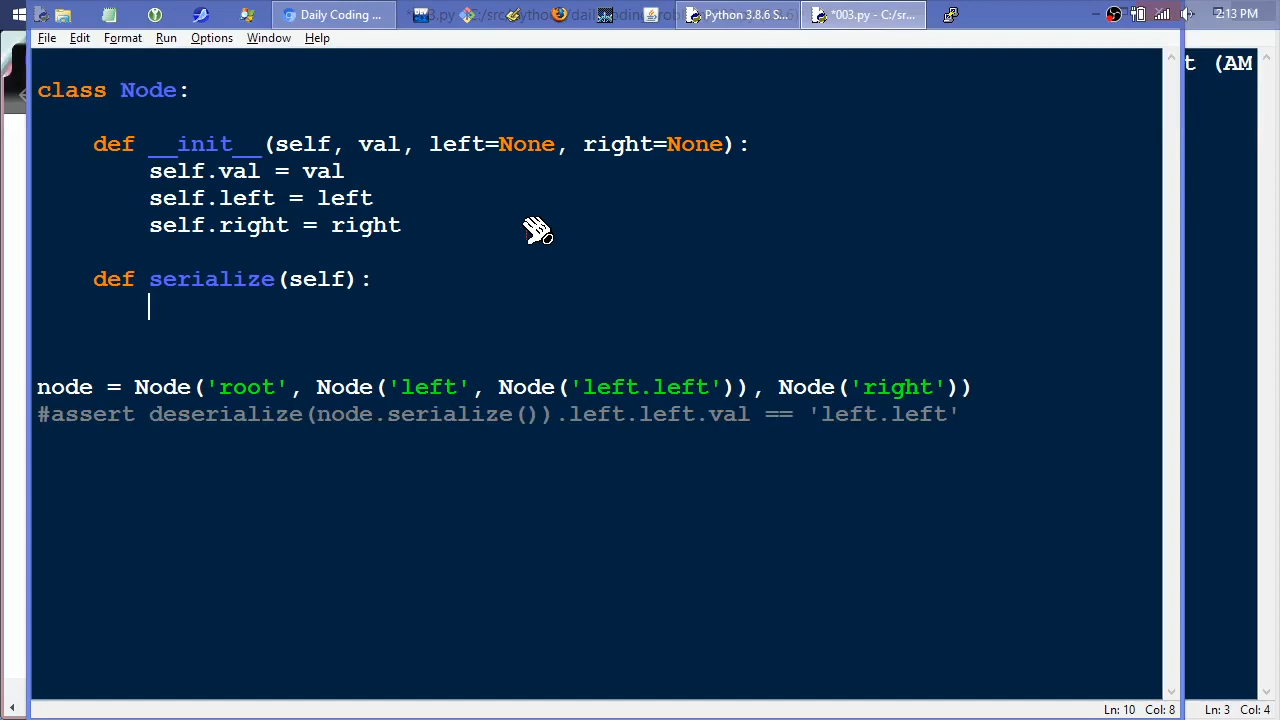 Daily Coding ...
Python 3.8.6 S...
*003.py - C:/sr...
2:13 PM
File Edit Format Run Options Window Help
t (AM
class Node:
def __init__(self, val, left=None, right=None):
self.val = val
self.left = left
self.right = right
def serialize(self):
node = Node('root', Node('left', Node('left.left')), Node('right'))
#assert deserialize(node.serialize()).left.left.val == 'left.left'
Ln: 10 Col: 8
Ln: 3 Col: 4